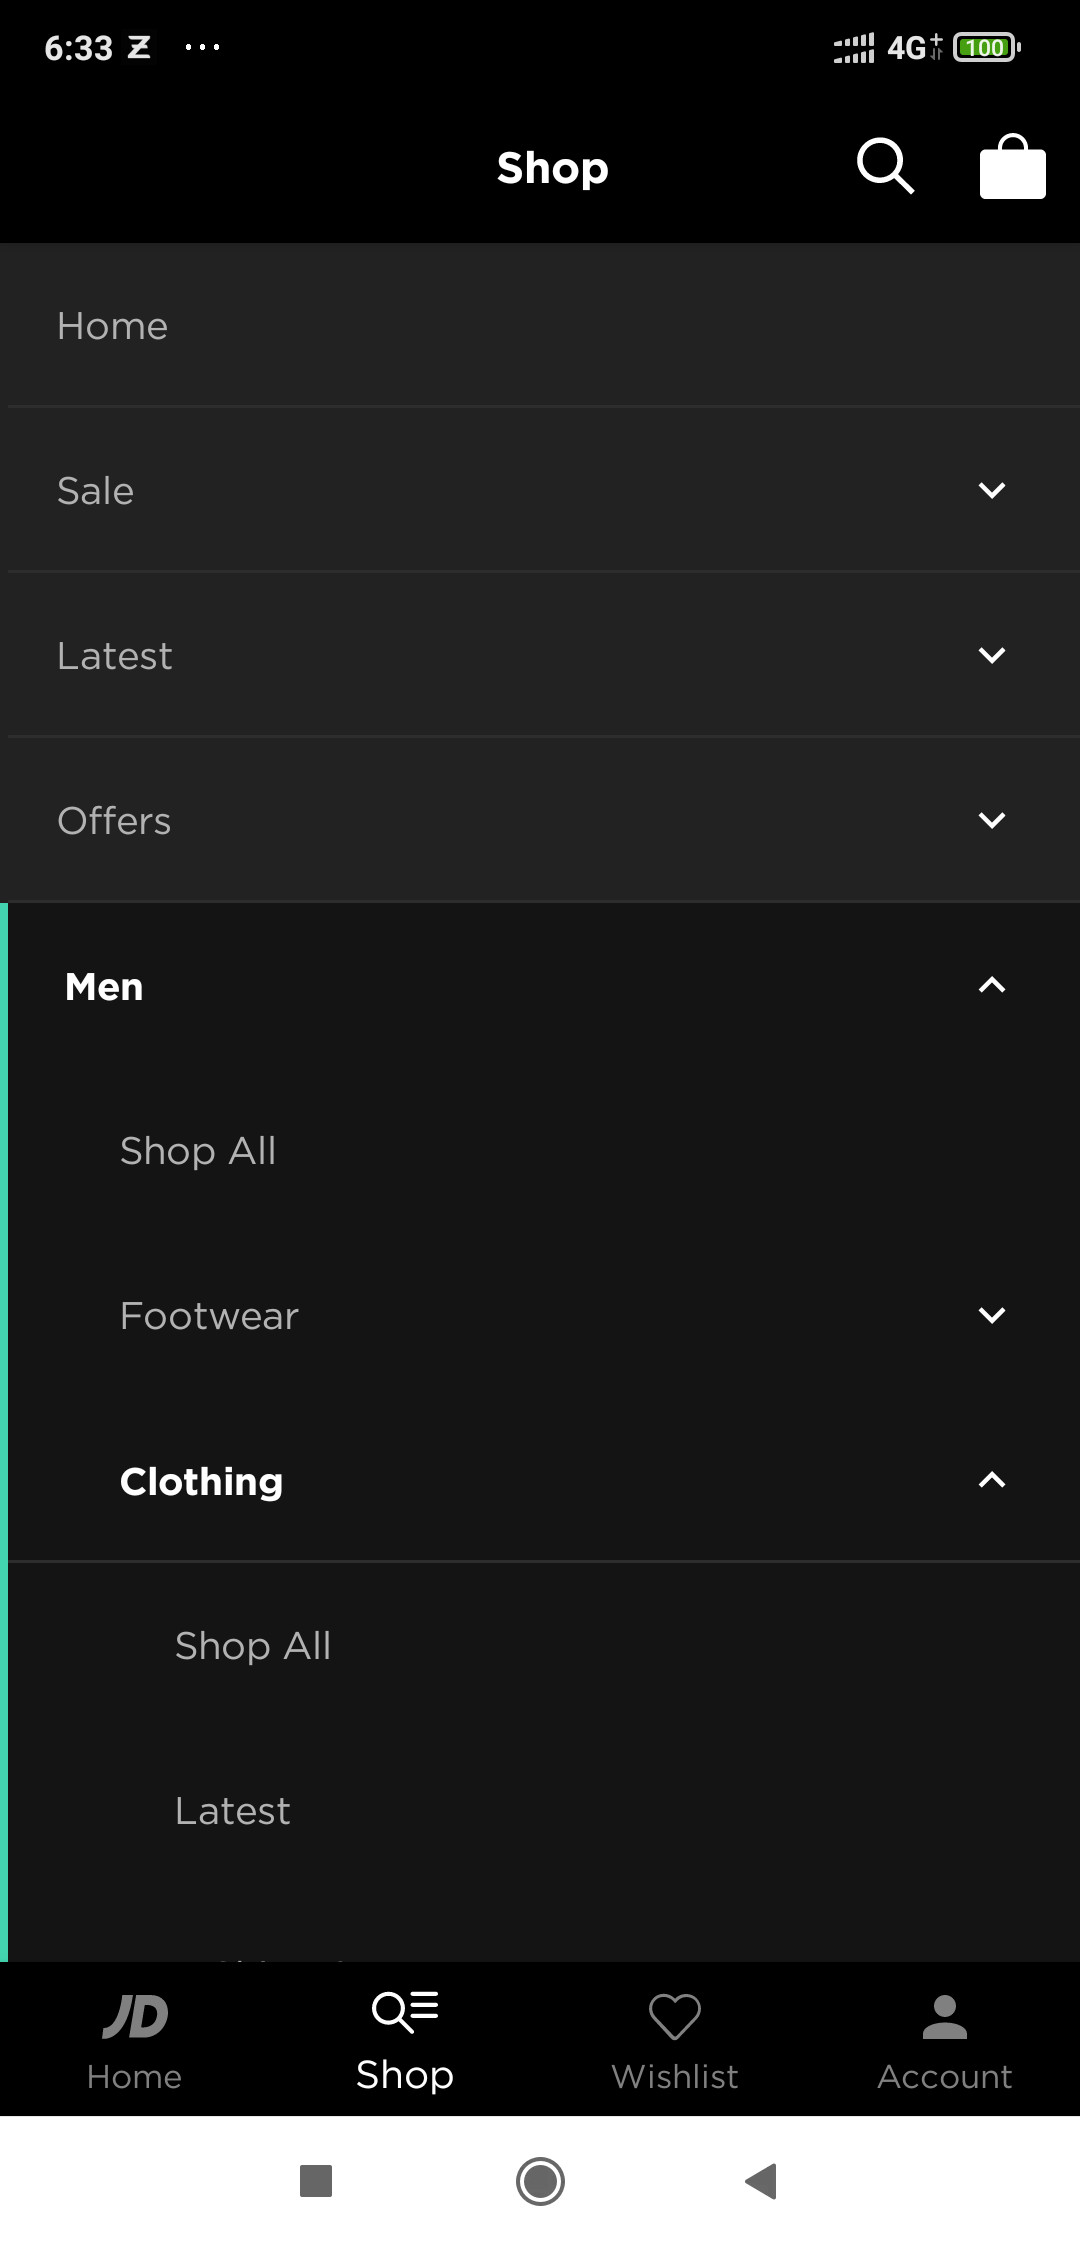 6:33 Ƶ ...
4G+ 100
Shop
Home
Sale
Latest
Offers
Men
Shop All
Footwear
Clothing
Shop All
Latest
JD
Home
Shop
Wishlist
Account